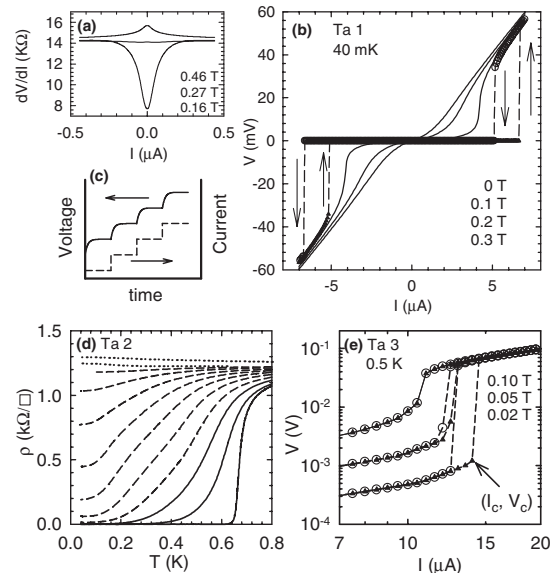 (a)
dV/dI (KΩ)
16
14
12
10
8
0.46 T
0.27 T
0.16 T
-0.5
0.0
0.5
I (μA)
(b)
Ta 1
40 mK
V (mV)
60
40
20
0
-20
-40
-60
0 T
0.1 T
0.2 T
0.3 T
-5
0
5
I (μA)
(c)
Voltage
Current
time
(d) Ta 2
ρ (kΩ/□)
1.5
1.0
0.5
0.0
0.0
0.2
0.4
0.6
0.8
T (K)
(e) Ta 3
0.5 K
V (V)
10-1
10-2
10-3
10-4
0.10 T
0.05 T
0.02 T
(Ic, Vc)
7
10
15
20
I (μA)